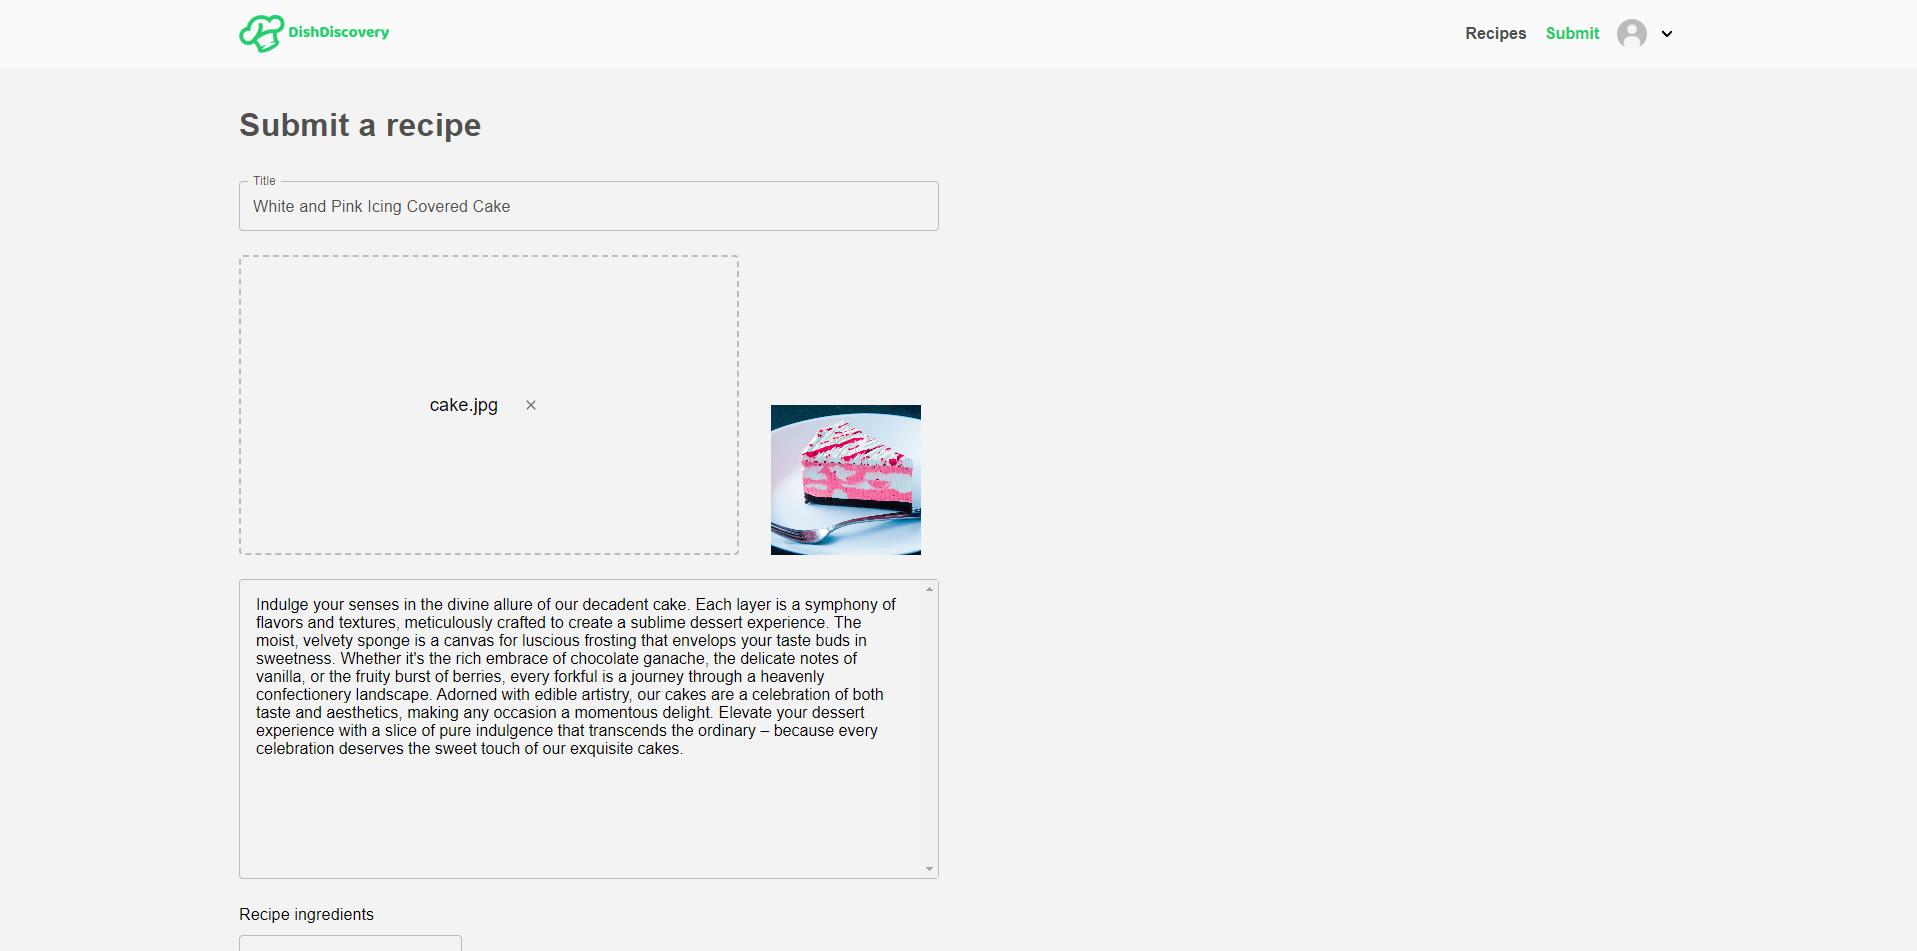 DishDiscovery
Recipes
Submit
Submit a recipe
Title
White and Pink Icing Covered Cake
cake.jpg ×
Indulge your senses in the divine allure of our decadent cake. Each layer is a symphony of
flavors and textures, meticulously crafted to create a sublime dessert experience. The
moist, velvety sponge is a canvas for luscious frosting that envelops your taste buds in
sweetness. Whether it's the rich embrace of chocolate ganache, the delicate notes of
vanilla, or the fruity burst of berries, every forkful is a journey through a heavenly
confectionery landscape. Adorned with edible artistry, our cakes are a celebration of both
taste and aesthetics, making any occasion a momentous delight. Elevate your dessert
experience with a slice of pure indulgence that transcends the ordinary – because every
celebration deserves the sweet touch of our exquisite cakes.
Recipe ingredients